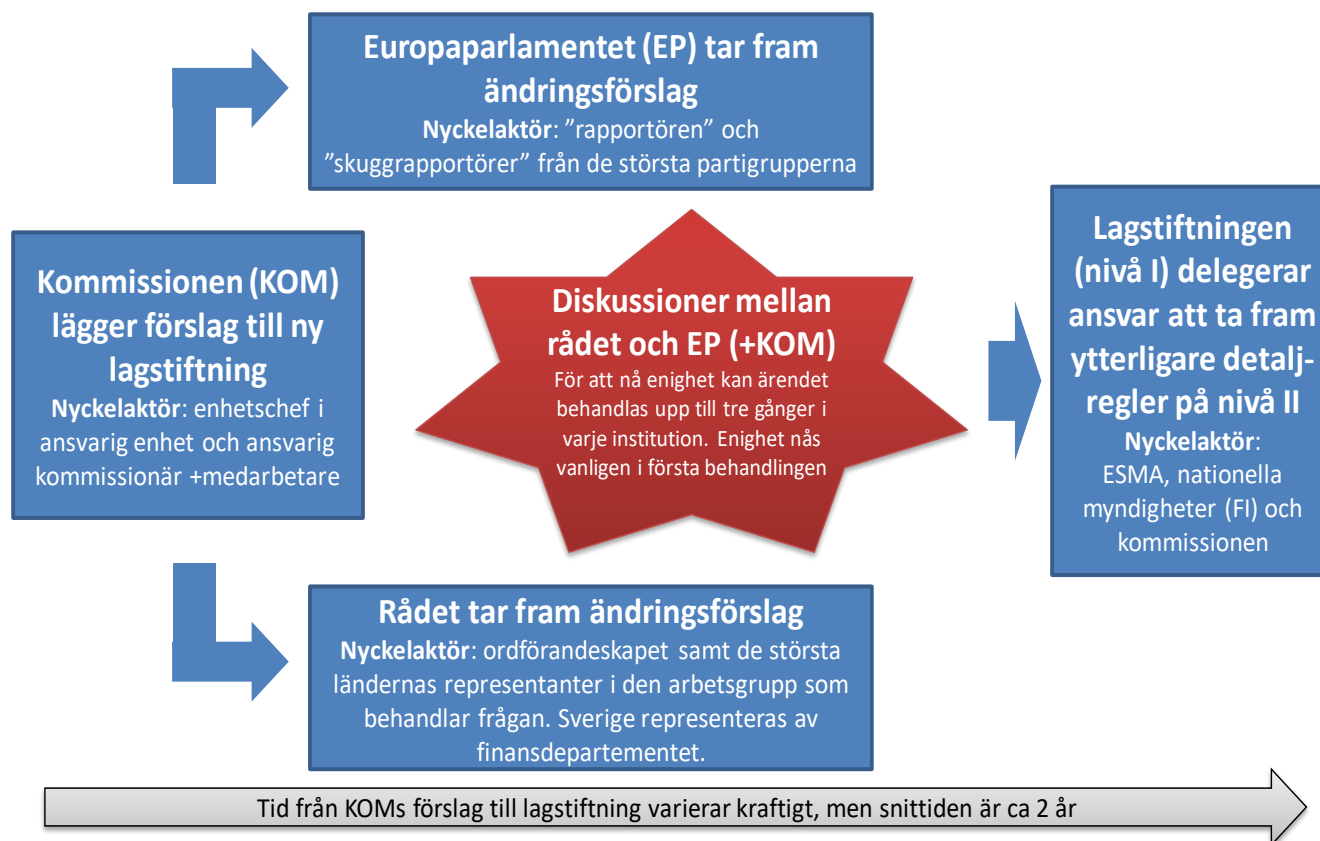 Europaparlamentet (EP) tar fram
ändringsförslag
Nyckelaktör: ”rapportören” och
”skuggrapportörer” från de största partigrupperna
Kommissionen (KOM)
lägger förslag till ny
lagstiftning
Nyckelaktör: enhetschef i
ansvarig enhet och ansvarig
kommissionär +medarbetare
Diskussioner mellan
rådet och EP (+KOM)
För att nå enighet kan ärendet
behandlas upp till tre gånger i
varje institution. Enighet nås
vanligen i första behandlingen
Lagstiftningen
(nivå I) delegerar
ansvar att ta fram
ytterligare detalj-
regler på nivå II
Nyckelaktör:
ESMA, nationella
myndigheter (FI) och
kommissionen
Rådet tar fram ändringsförslag
Nyckelaktör: ordförandeskapet samt de största
ländernas representanter i den arbetsgrupp som
behandlar frågan. Sverige representeras av
finansdepartementet.
Tid från KOMs förslag till lagstiftning varierar kraftigt, men snittiden är ca 2 år